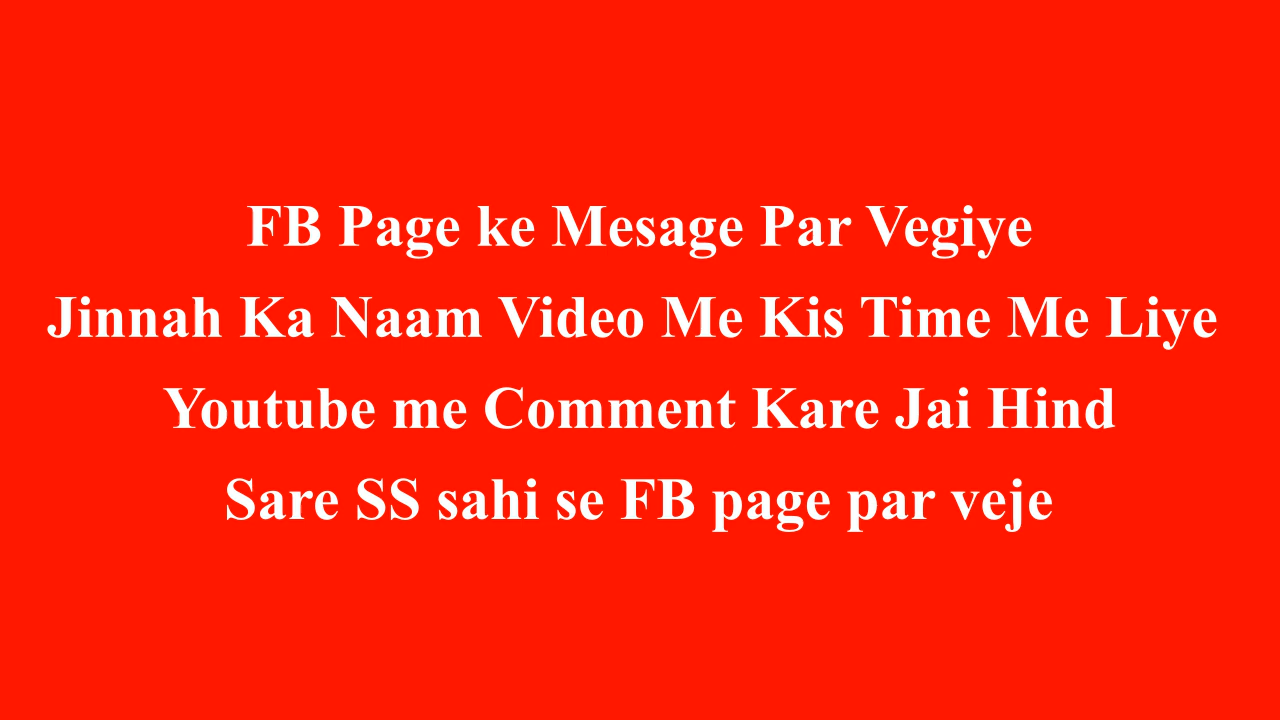 FB Page ke Mesage Par Vegiye
Jinnah Ka Naam Video Me Kis Time Me Liye
Youtube me Comment Kare Jai Hind
Sare SS sahi se FB page par veje